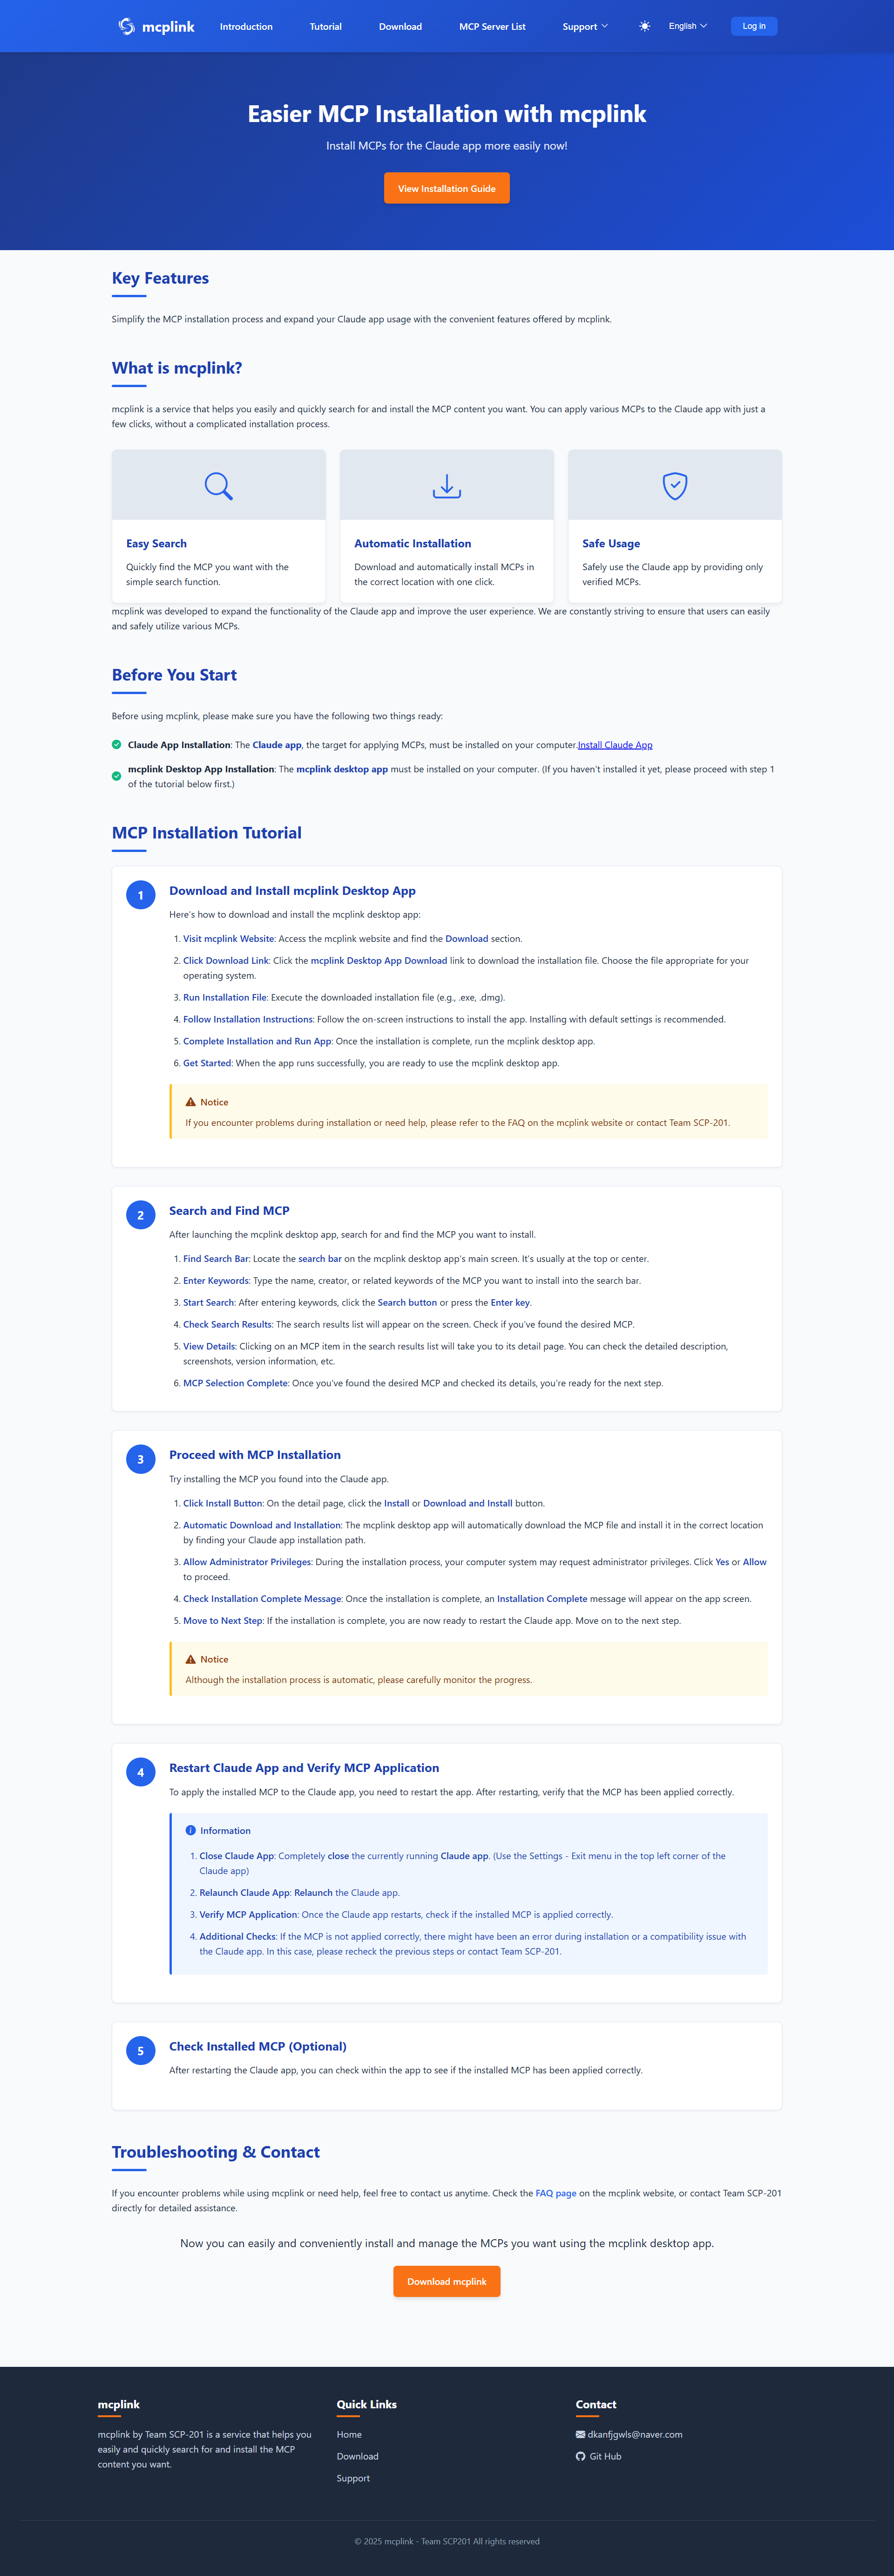 mcplink
Introduction
Tutorial
Download
MCP Server List
Support
English
Log in
Easier MCP Installation with mcplink
Install MCPs for the Claude app more easily now!
View Installation Guide
Key Features
Simplify the MCP installation process and expand your Claude app usage with the convenient features offered by mcplink.
What is mcplink?
mcplink is a service that helps you easily and quickly search for and install the MCP content you want. You can apply various MCPs to the Claude app with just a
few clicks, without a complicated installation process.
Easy Search
Quickly find the MCP you want with the
simple search function.
Automatic Installation
Download and automatically install MCPs in
the correct location with one click.
Safe Usage
Safely use the Claude app by providing only
verified MCPs.
mcplink was developed to expand the functionality of the Claude app and improve the user experience. We are constantly striving to ensure that users can easily
and safely utilize various MCPs.
Before You Start
Before using mcplink, please make sure you have the following two things ready:
Claude App Installation: The Claude app, the target for applying MCPs, must be installed on your computer.Install Claude App
mcplink Desktop App Installation: The mcplink desktop app must be installed on your computer. (If you haven't installed it yet, please proceed with step 1
of the tutorial below first.)
MCP Installation Tutorial
1
Download and Install mcplink Desktop App
Here's how to download and install the mcplink desktop app:
1. Visit mcplink Website: Access the mcplink website and find the Download section.
2. Click Download Link: Click the mcplink Desktop App Download link to download the installation file. Choose the file appropriate for your
operating system.
3. Run Installation File: Execute the downloaded installation file (e.g., .exe, .dmg).
4. Follow Installation Instructions: Follow the on-screen instructions to install the app. Installing with default settings is recommended.
5. Complete Installation and Run App: Once the installation is complete, run the mcplink desktop app.
6. Get Started: When the app runs successfully, you are ready to use the mcplink desktop app.
Notice
If you encounter problems during installation or need help, please refer to the FAQ on the mcplink website or contact Team SCP-201.
2
Search and Find MCP
After launching the mcplink desktop app, search for and find the MCP you want to install.
1. Find Search Bar: Locate the search bar on the mcplink desktop app's main screen. It's usually at the top or center.
2. Enter Keywords: Type the name, creator, or related keywords of the MCP you want to install into the search bar.
3. Start Search: After entering keywords, click the Search button or press the Enter key.
4. Check Search Results: The search results list will appear on the screen. Check if you've found the desired MCP.
5. View Details: Clicking on an MCP item in the search results list will take you to its detail page. You can check the detailed description,
screenshots, version information, etc.
6. MCP Selection Complete: Once you've found the desired MCP and checked its details, you're ready for the next step.
3
Proceed with MCP Installation
Try installing the MCP you found into the Claude app.
1. Click Install Button: On the detail page, click the Install or Download and Install button.
2. Automatic Download and Installation: The mcplink desktop app will automatically download the MCP file and install it in the correct location
by finding your Claude app installation path.
3. Allow Administrator Privileges: During the installation process, your computer system may request administrator privileges. Click Yes or Allow
to proceed.
4. Check Installation Complete Message: Once the installation is complete, an Installation Complete message will appear on the app screen.
5. Move to Next Step: If the installation is complete, you are now ready to restart the Claude app. Move on to the next step.
Notice
Although the installation process is automatic, please carefully monitor the progress.
4
Restart Claude App and Verify MCP Application
To apply the installed MCP to the Claude app, you need to restart the app. After restarting, verify that the MCP has been applied correctly.
Information
1. Close Claude App: Completely close the currently running Claude app. (Use the Settings - Exit menu in the top left corner of the
Claude app)
2. Relaunch Claude App: Relaunch the Claude app.
3. Verify MCP Application: Once the Claude app restarts, check if the installed MCP is applied correctly.
4. Additional Checks: If the MCP is not applied correctly, there might have been an error during installation or a compatibility issue with
the Claude app. In this case, please recheck the previous steps or contact Team SCP-201.
5
Check Installed MCP (Optional)
After restarting the Claude app, you can check within the app to see if the installed MCP has been applied correctly.
Troubleshooting & Contact
If you encounter problems while using mcplink or need help, feel free to contact us anytime. Check the FAQ page on the mcplink website, or contact Team SCP-201
directly for detailed assistance.
Now you can easily and conveniently install and manage the MCPs you want using the mcplink desktop app.
Download mcplink
mcplink
mcplink by Team SCP-201 is a service that helps you
easily and quickly search for and install the MCP
content you want.
Quick Links
Home
Download
Support
Contact
dkanfjgwls@naver.com
Git Hub
© 2025 mcplink - Team SCP201 All rights reserved